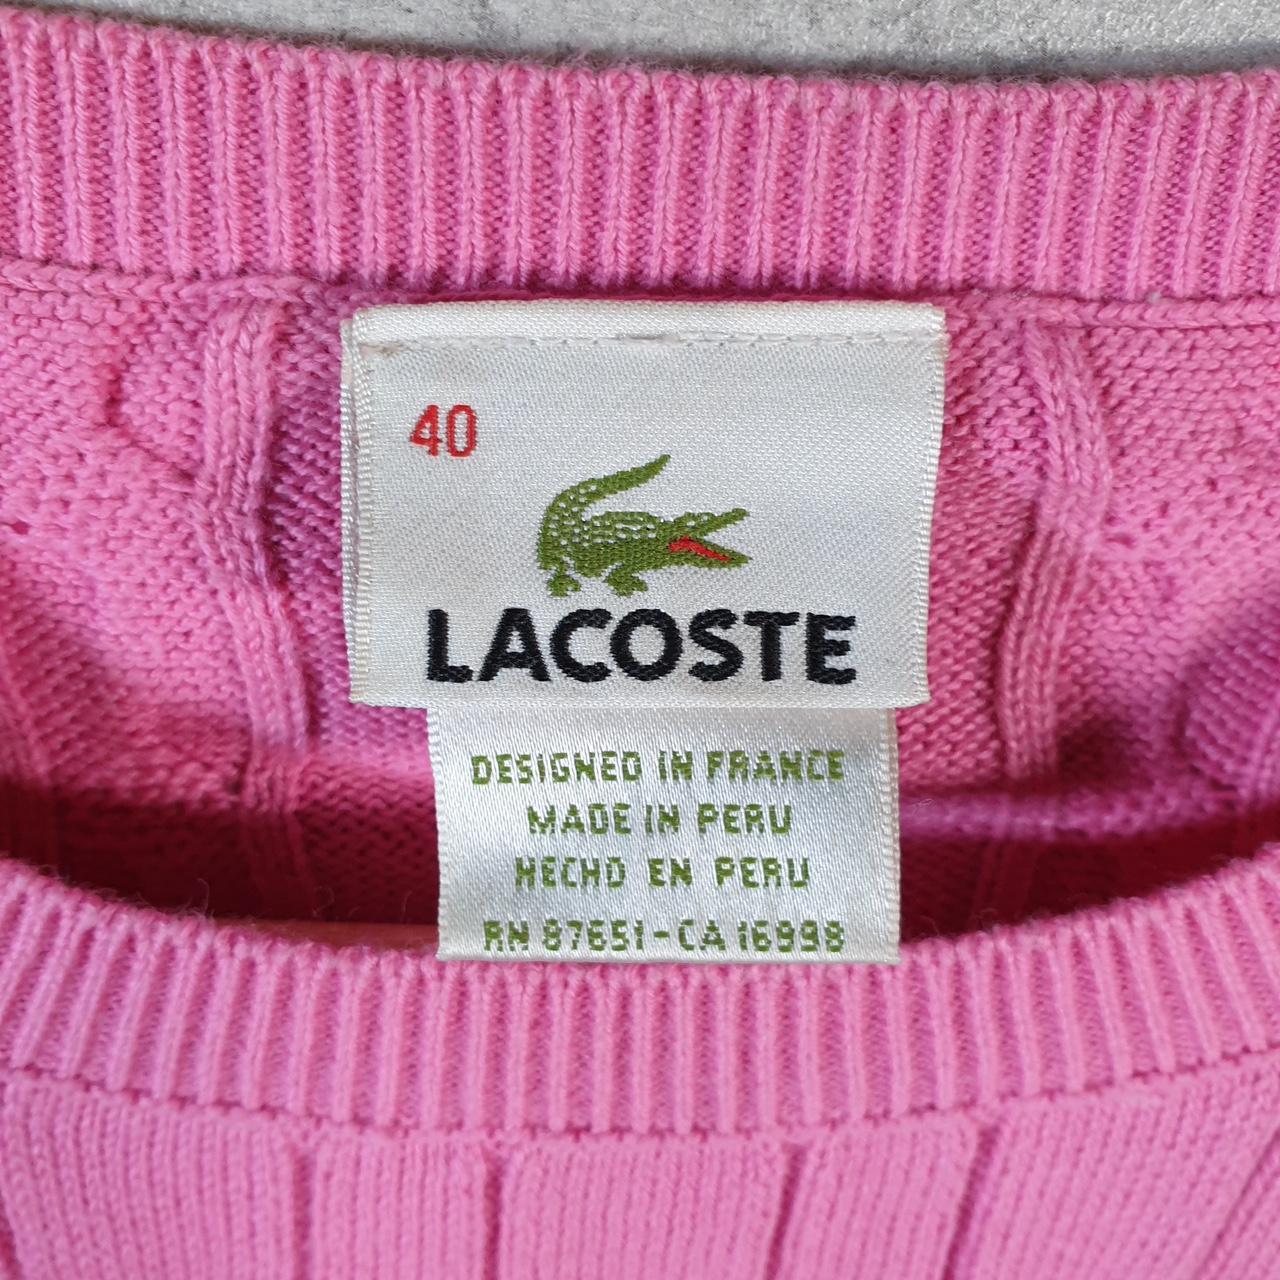 40
LACOSTE
DESIGNED IN FRANCE
MADE IN PERU
HECHO EN PERU
RN 87651-CA 16998